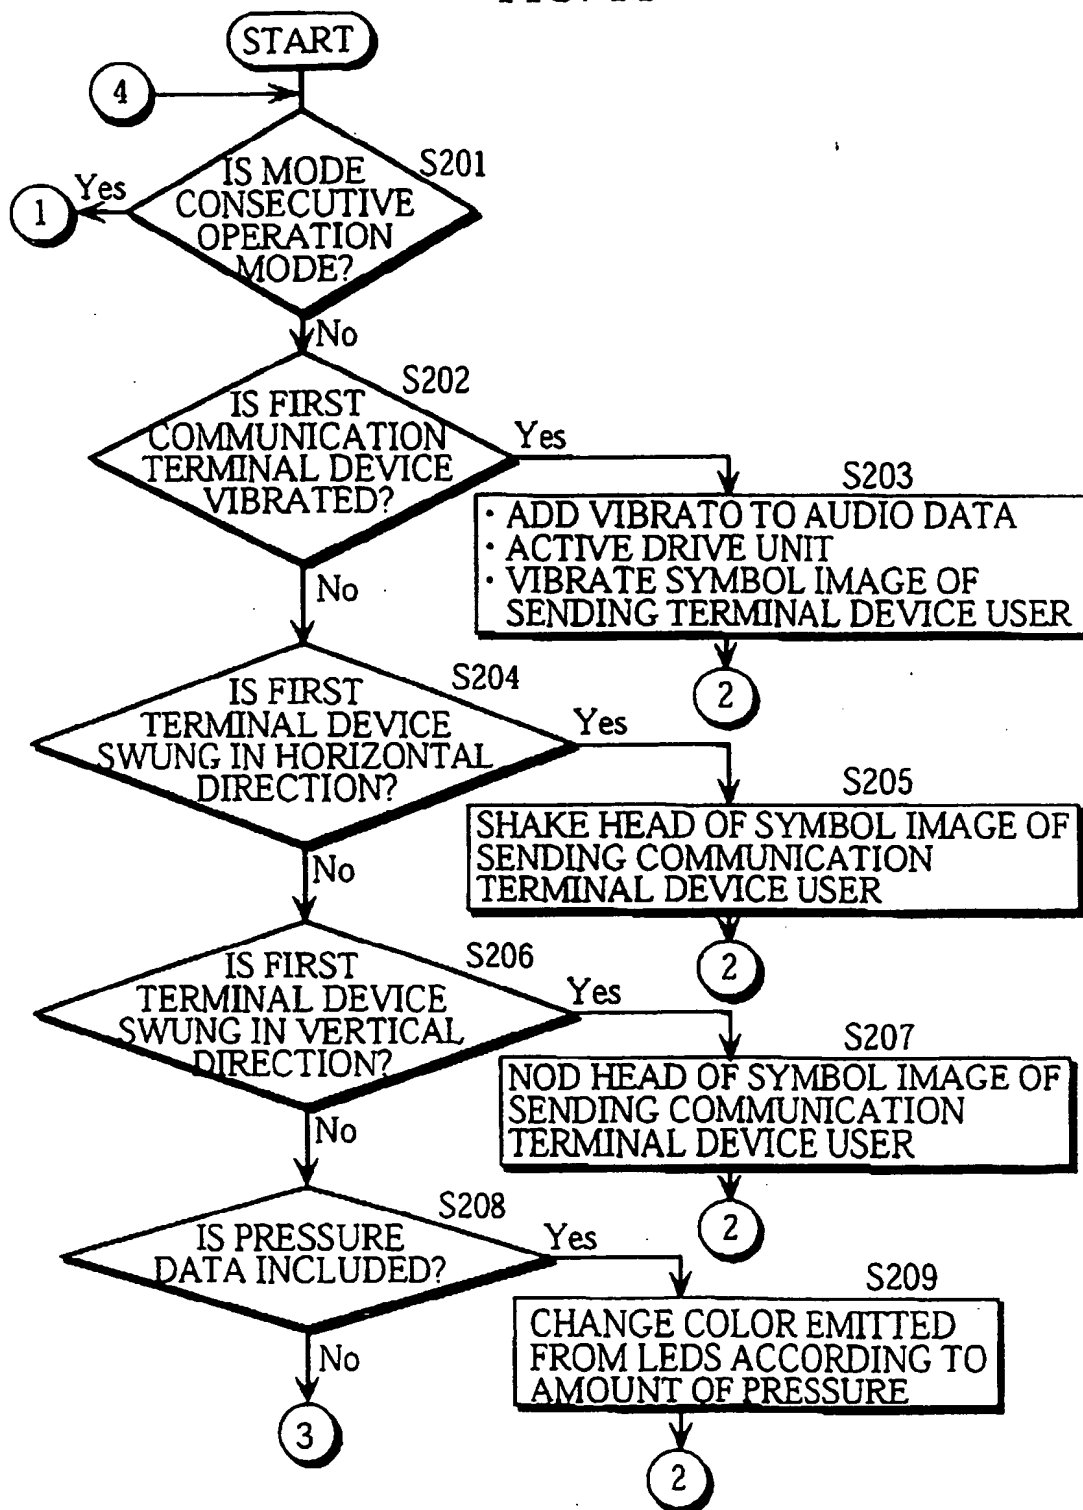 START
4
S201
IS MODE
CONSECUTIVE
OPERATION
MODE?
Yes
1
No
S202
IS FIRST
COMMUNICATION
TERMINAL DEVICE
VIBRATED?
Yes
S203
· ADD VIBRATO TO AUDIO DATA
· ACTIVE DRIVE UNIT
· VIBRATE SYMBOL IMAGE OF
SENDING TERMINAL DEVICE USER
2
No
S204
IS FIRST
TERMINAL DEVICE
SWUNG IN HORIZONTAL
DIRECTION?
Yes
S205
SHAKE HEAD OF SYMBOL IMAGE OF
SENDING COMMUNICATION
TERMINAL DEVICE USER
2
No
S206
IS FIRST
TERMINAL DEVICE
SWUNG IN VERTICAL
DIRECTION?
Yes
S207
NOD HEAD OF SYMBOL IMAGE OF
SENDING COMMUNICATION
TERMINAL DEVICE USER
2
No
S208
IS PRESSURE
DATA INCLUDED?
Yes
S209
CHANGE COLOR EMITTED
FROM LEDS ACCORDING TO
AMOUNT OF PRESSURE
2
No
3